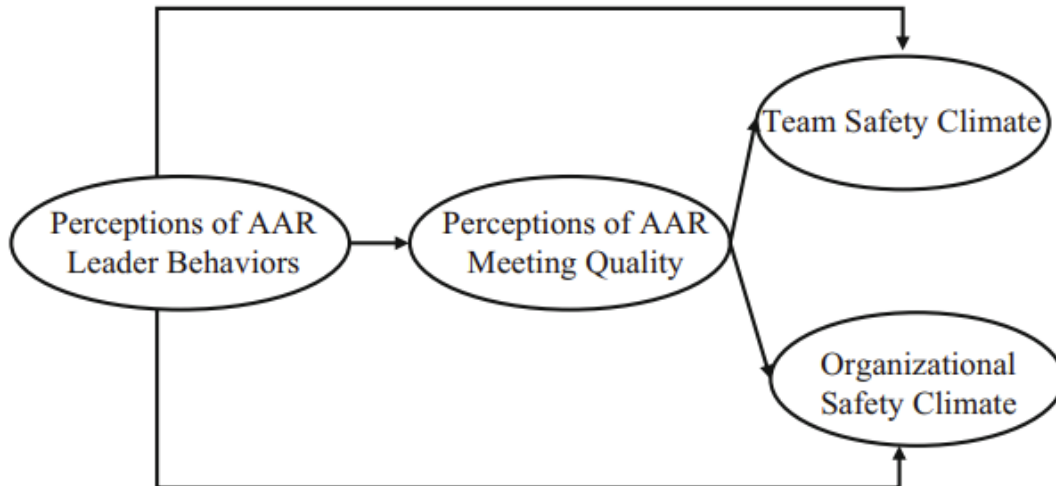 Team Safety Climate
Perceptions of AAR
Leader Behaviors
Perceptions of AAR
Meeting Quality
Organizational
Safety Climate